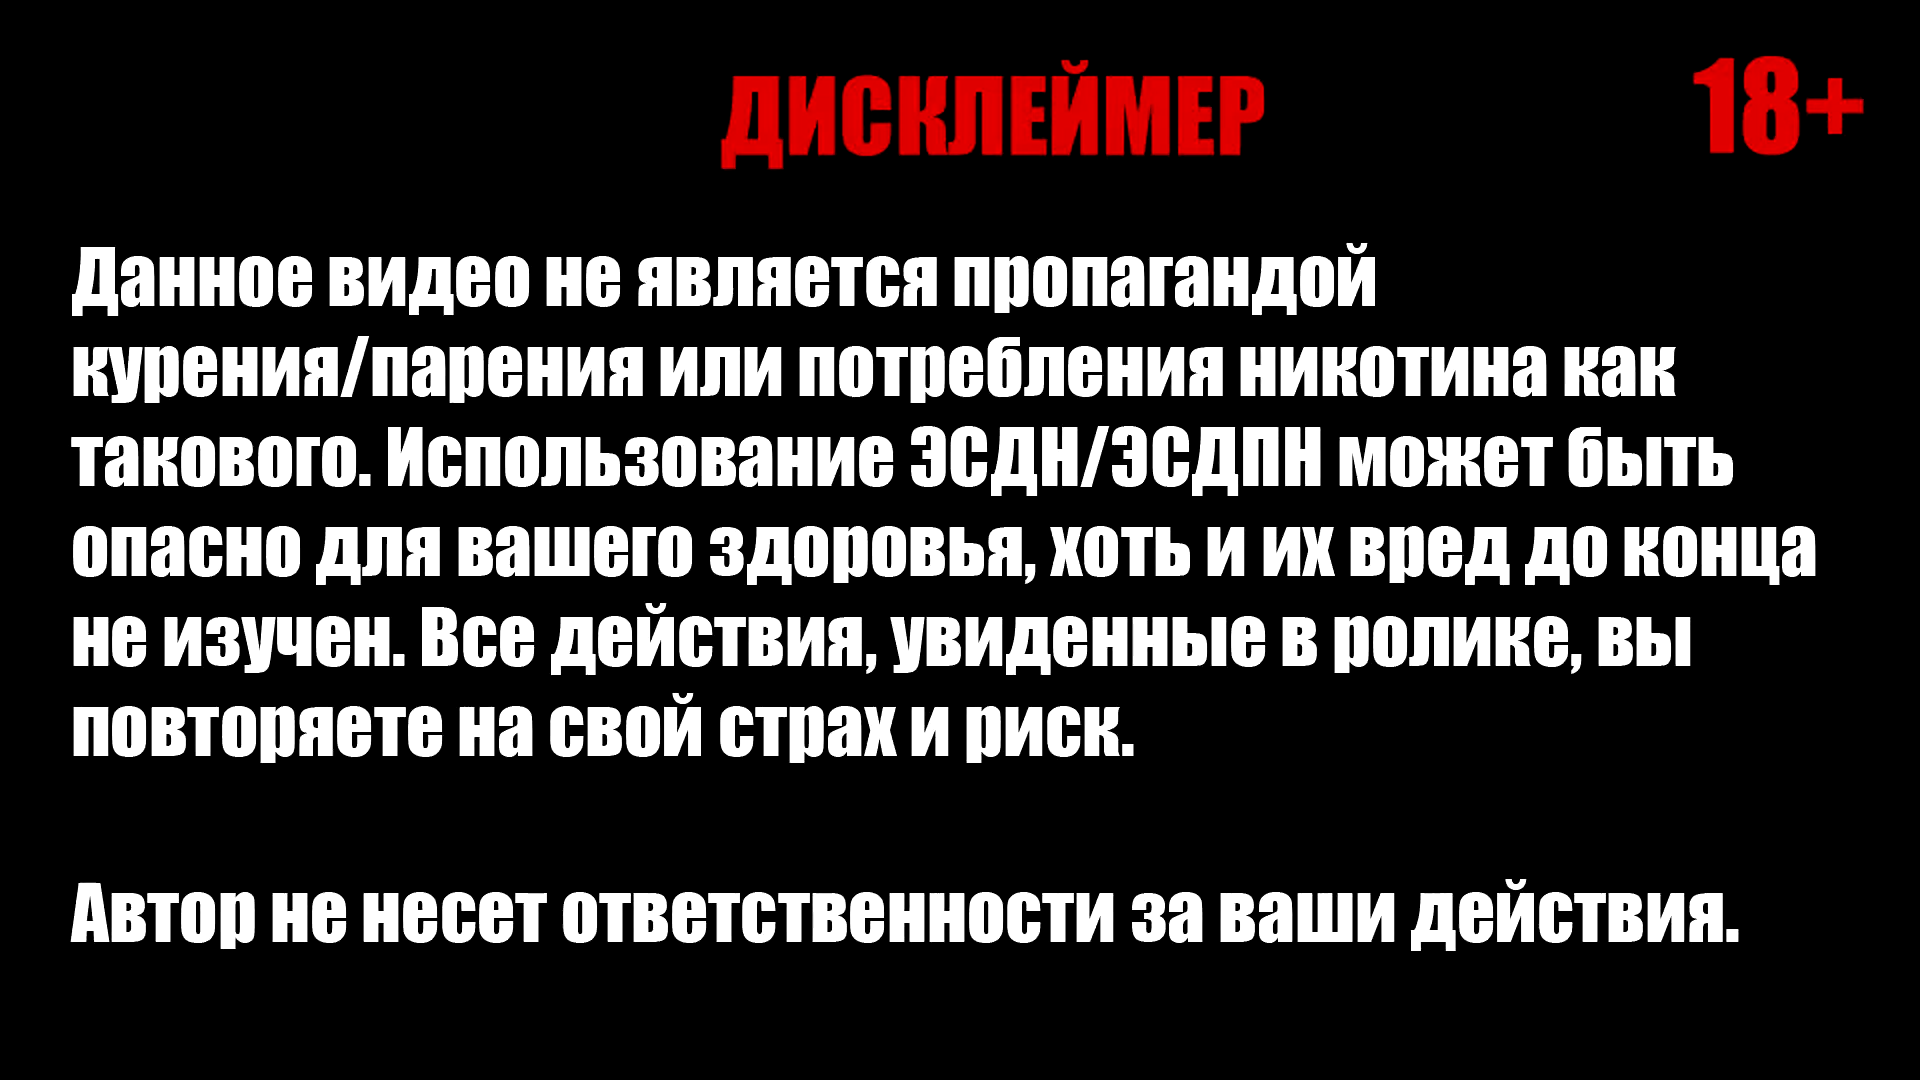 ДИСКЛЕЙМЕР
18+
Данное видео не является пропагандой
курения/парения или потребления никотина как
такового. Использование ЭСДН/ЭСДПН может быть
опасно для вашего здоровья, хоть и их вред до конца
не изучен. Все действия, увиденные в ролике, вы
повторяете на свой страх и риск.
Автор не несет ответственности за ваши действия.